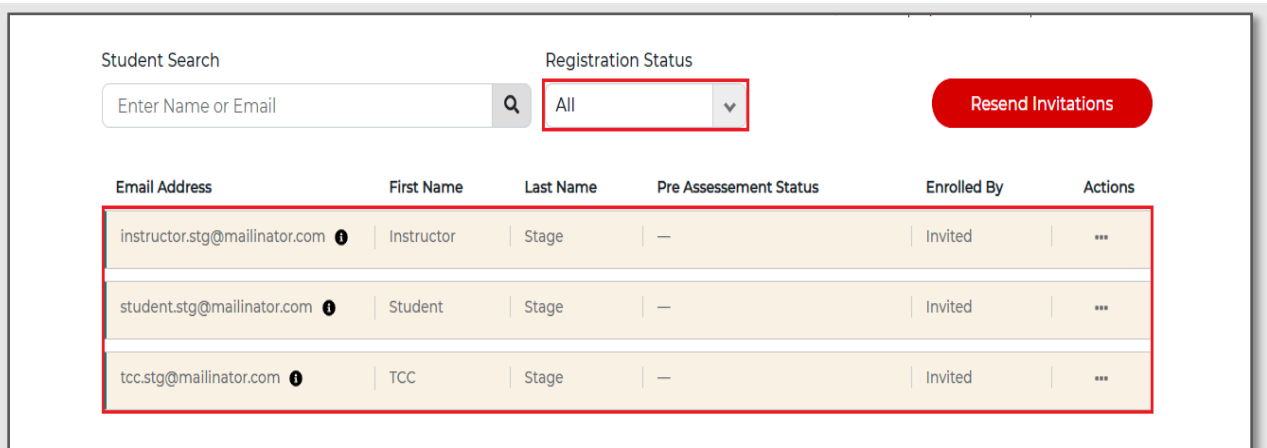 Student Search
Registration Status
Enter Name or Email
All
Resend Invitations
Email Address First Name Last Name Pre Assessement Status Enrolled By Actions
instructor.stg@mailinator.com Instructor Stage — Invited ...
student.stg@mailinator.com Student Stage — Invited ...
tcc.stg@mailinator.com TCC Stage — Invited ...